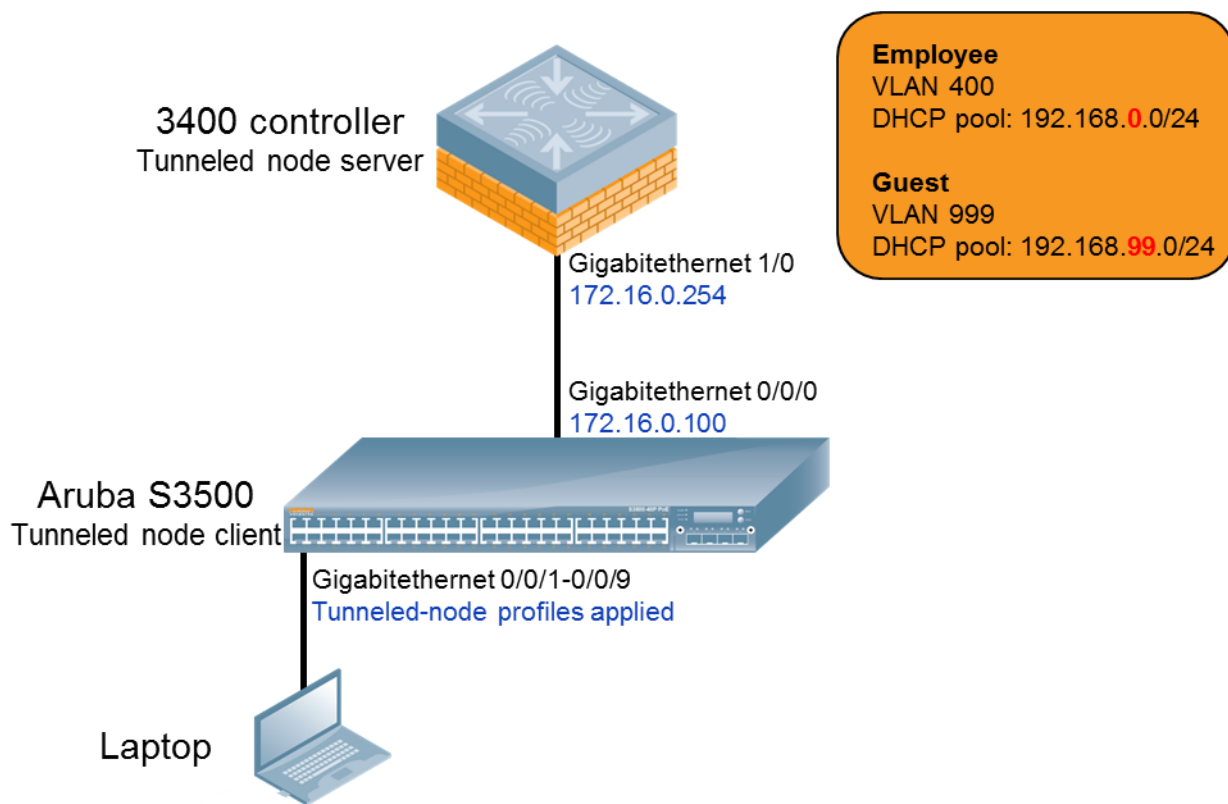 3400 controller
Tunneled node server
Employee
VLAN 400
DHCP pool: 192.168.0.0/24
Guest
VLAN 999
DHCP pool: 192.168.99.0/24
Gigabitethernet 1/0
172.16.0.254
Gigabitethernet 0/0/0
172.16.0.100
Aruba S3500
Tunneled node client
Gigabitethernet 0/0/1-0/0/9
Tunneled-node profiles applied
Laptop